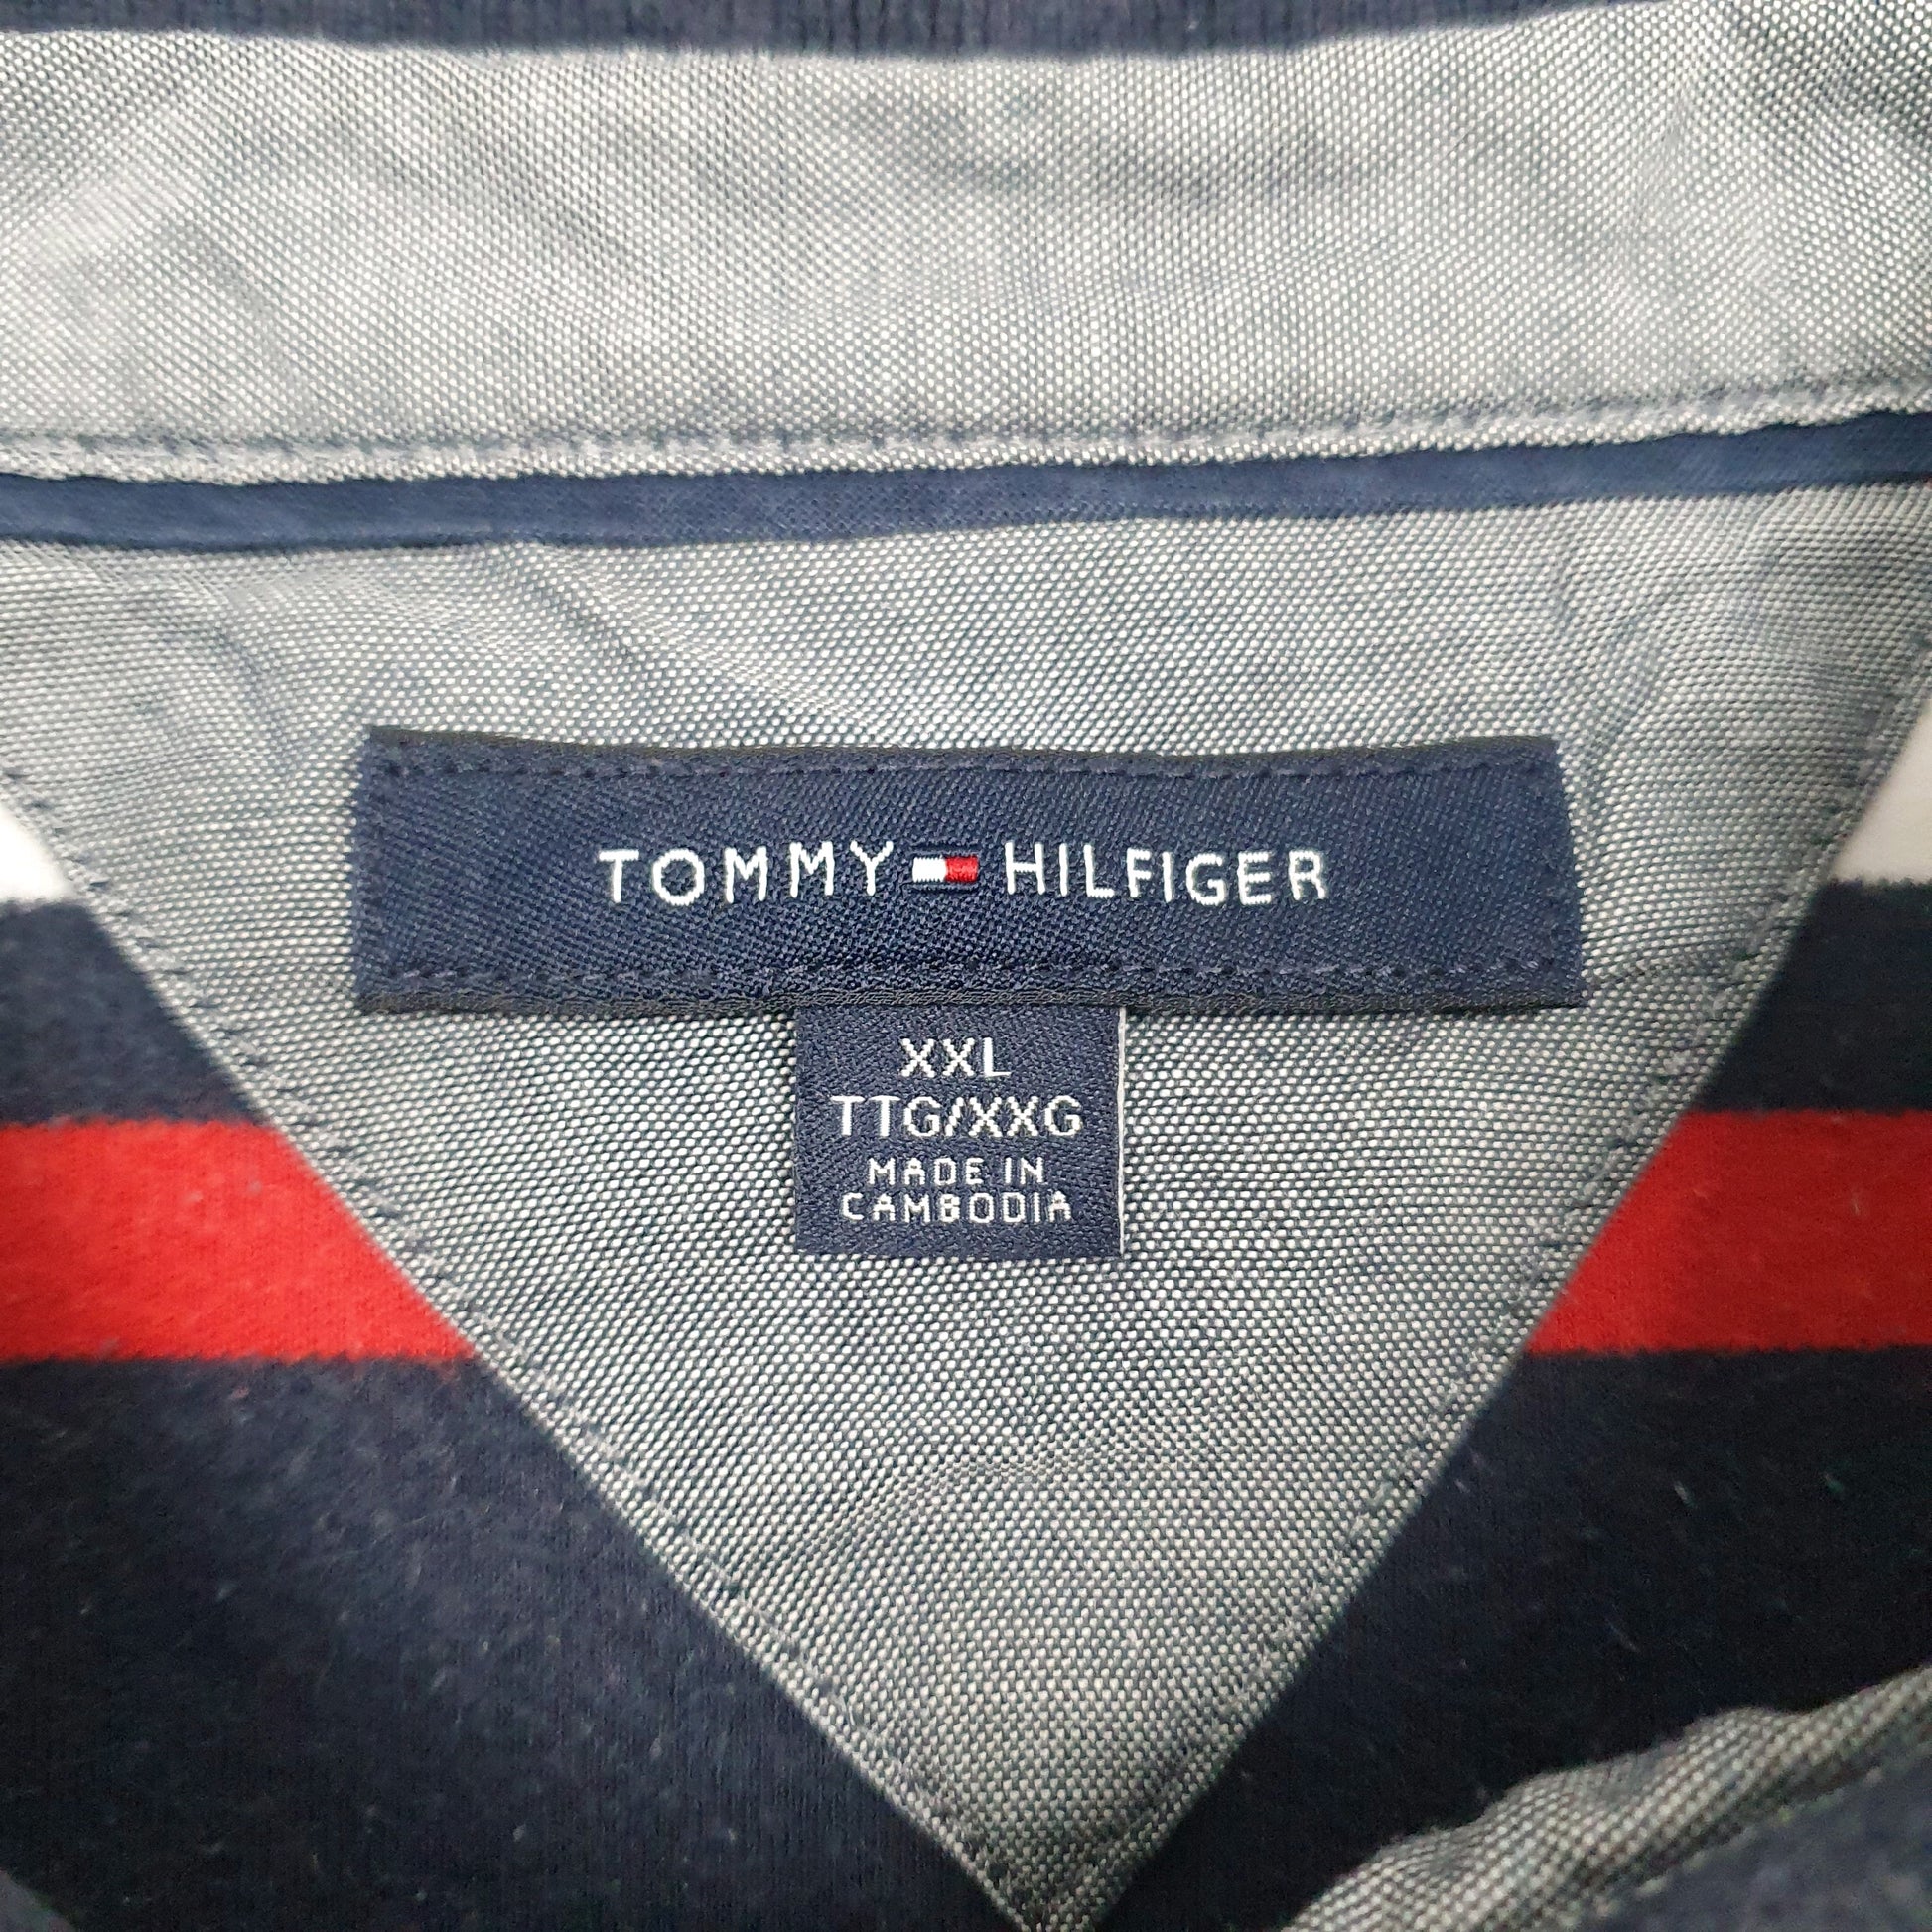 TOMMY HILFIGER
XXL
TTG/XXG
MADE IN
CAMBODIA